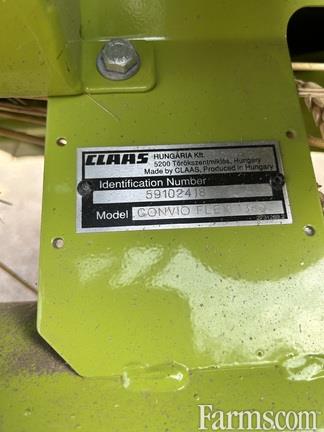 CLAAS HUNGÁRIA Kft.
5200 Törökszentmiklós, Hungary
Made by CLAAS, Produced in Hungary
Identification Number
Model CONVIO FLEX
Farms.com